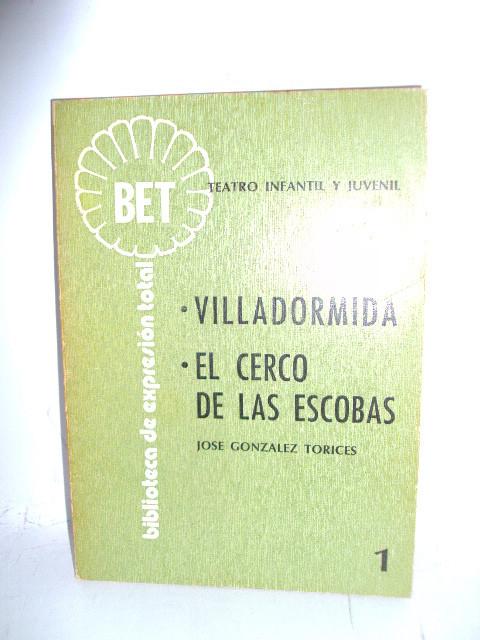 BET
TEATRO INFANTIL Y JUVENIL
biblioteca de expresión total
• VILLADORMIDA
• EL CERCO
DE LAS ESCOBAS
JOSE GONZALEZ TORICES
1